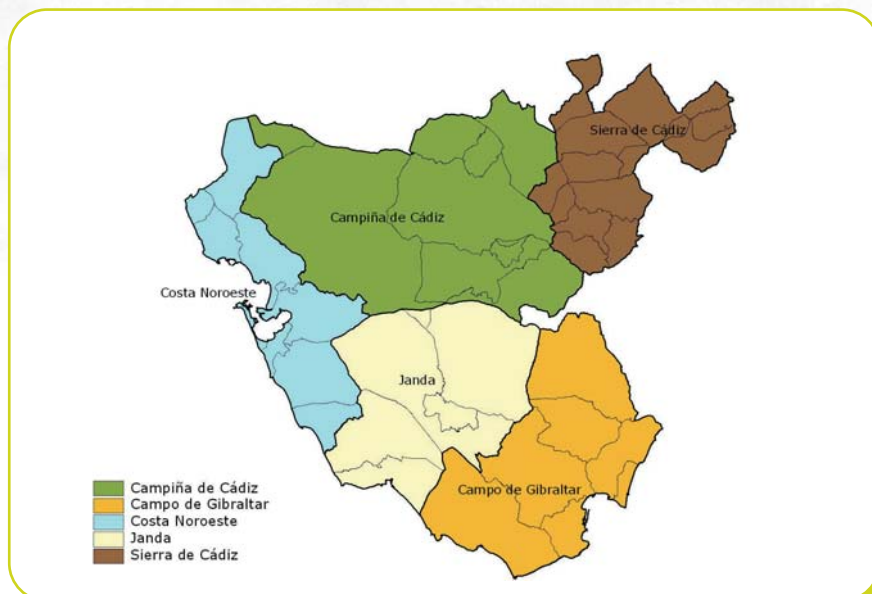 Sierra de Cádiz
Campiña de Cádiz
Costa Noroeste
Janda
Campo de Gibraltar
Campiña de Cádiz
Campo de Gibraltar
Costa Noroeste
Janda
Sierra de Cádiz